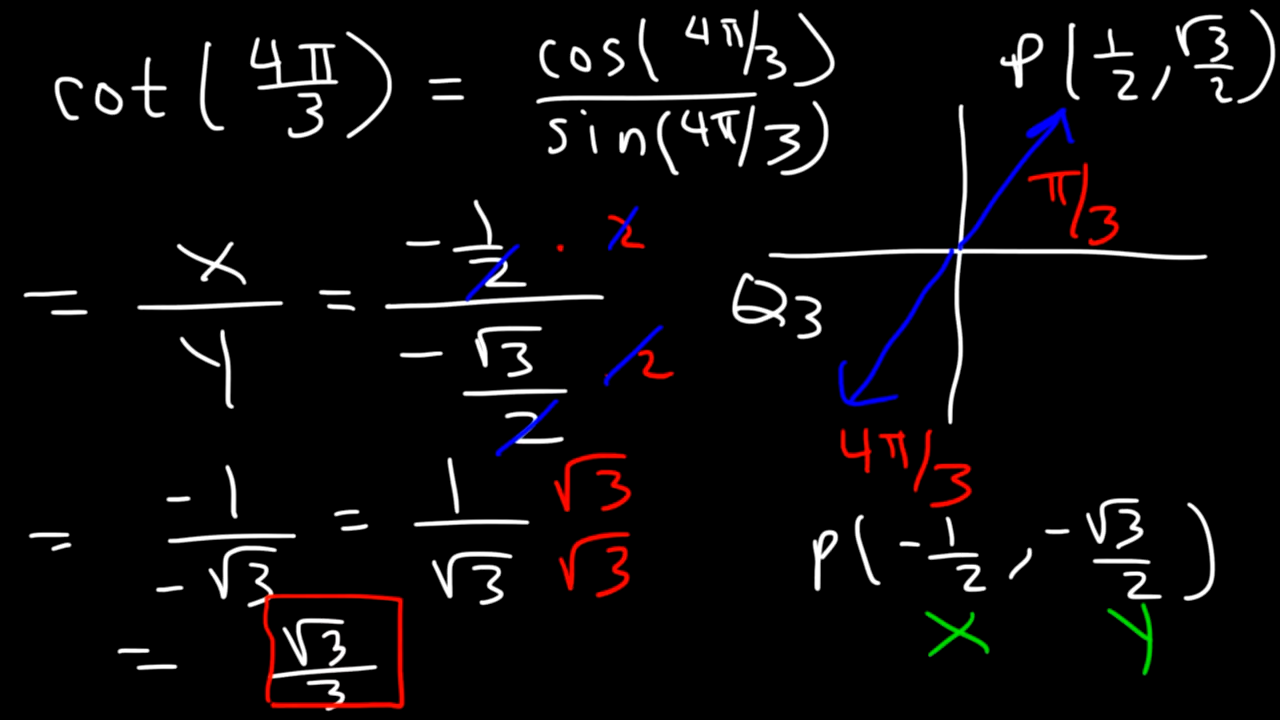 cot(4π/3) = cos(4π/3)/sin(4π/3)
= x/y = (-1/2 · 2)/(-√3/2 · 2)
= -1/-√3 = 1/√3 √3/√3
= √3/3
P(1/2, √3/2)
π/3
Q3
4π/3
P(-1/2, -√3/2)
x y